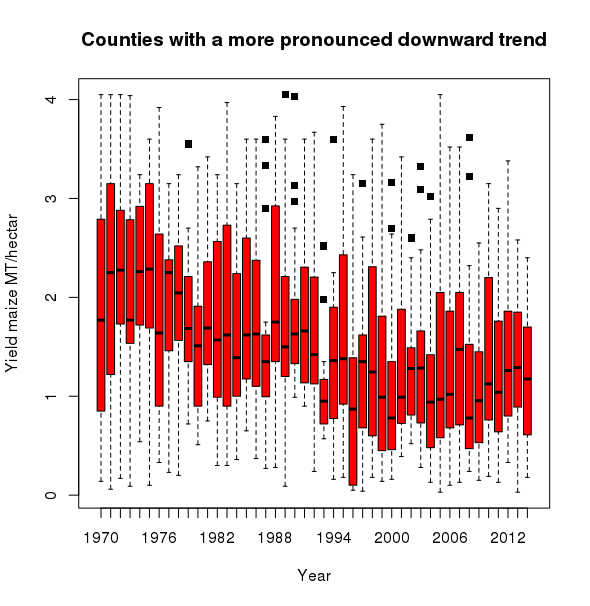 Counties with a more pronounced downward trend
Yield maize MT/hectar
4
3
2
1
0
1970 1976 1982 1988 1994 2000 2006 2012
Year